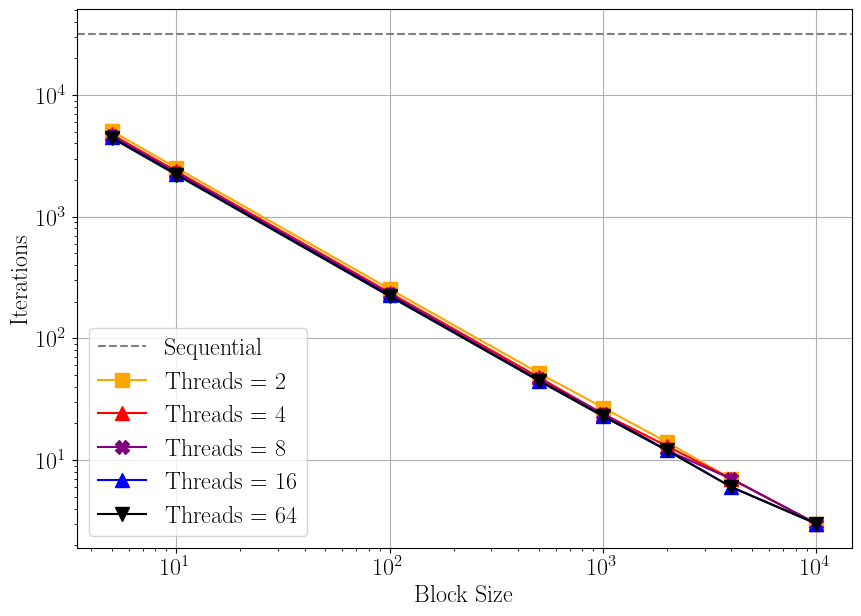 Iterations
10^4
10^3
10^2
10^1
Sequential
Threads = 2
Threads = 4
Threads = 8
Threads = 16
Threads = 64
10^1
10^2
10^3
10^4
Block Size